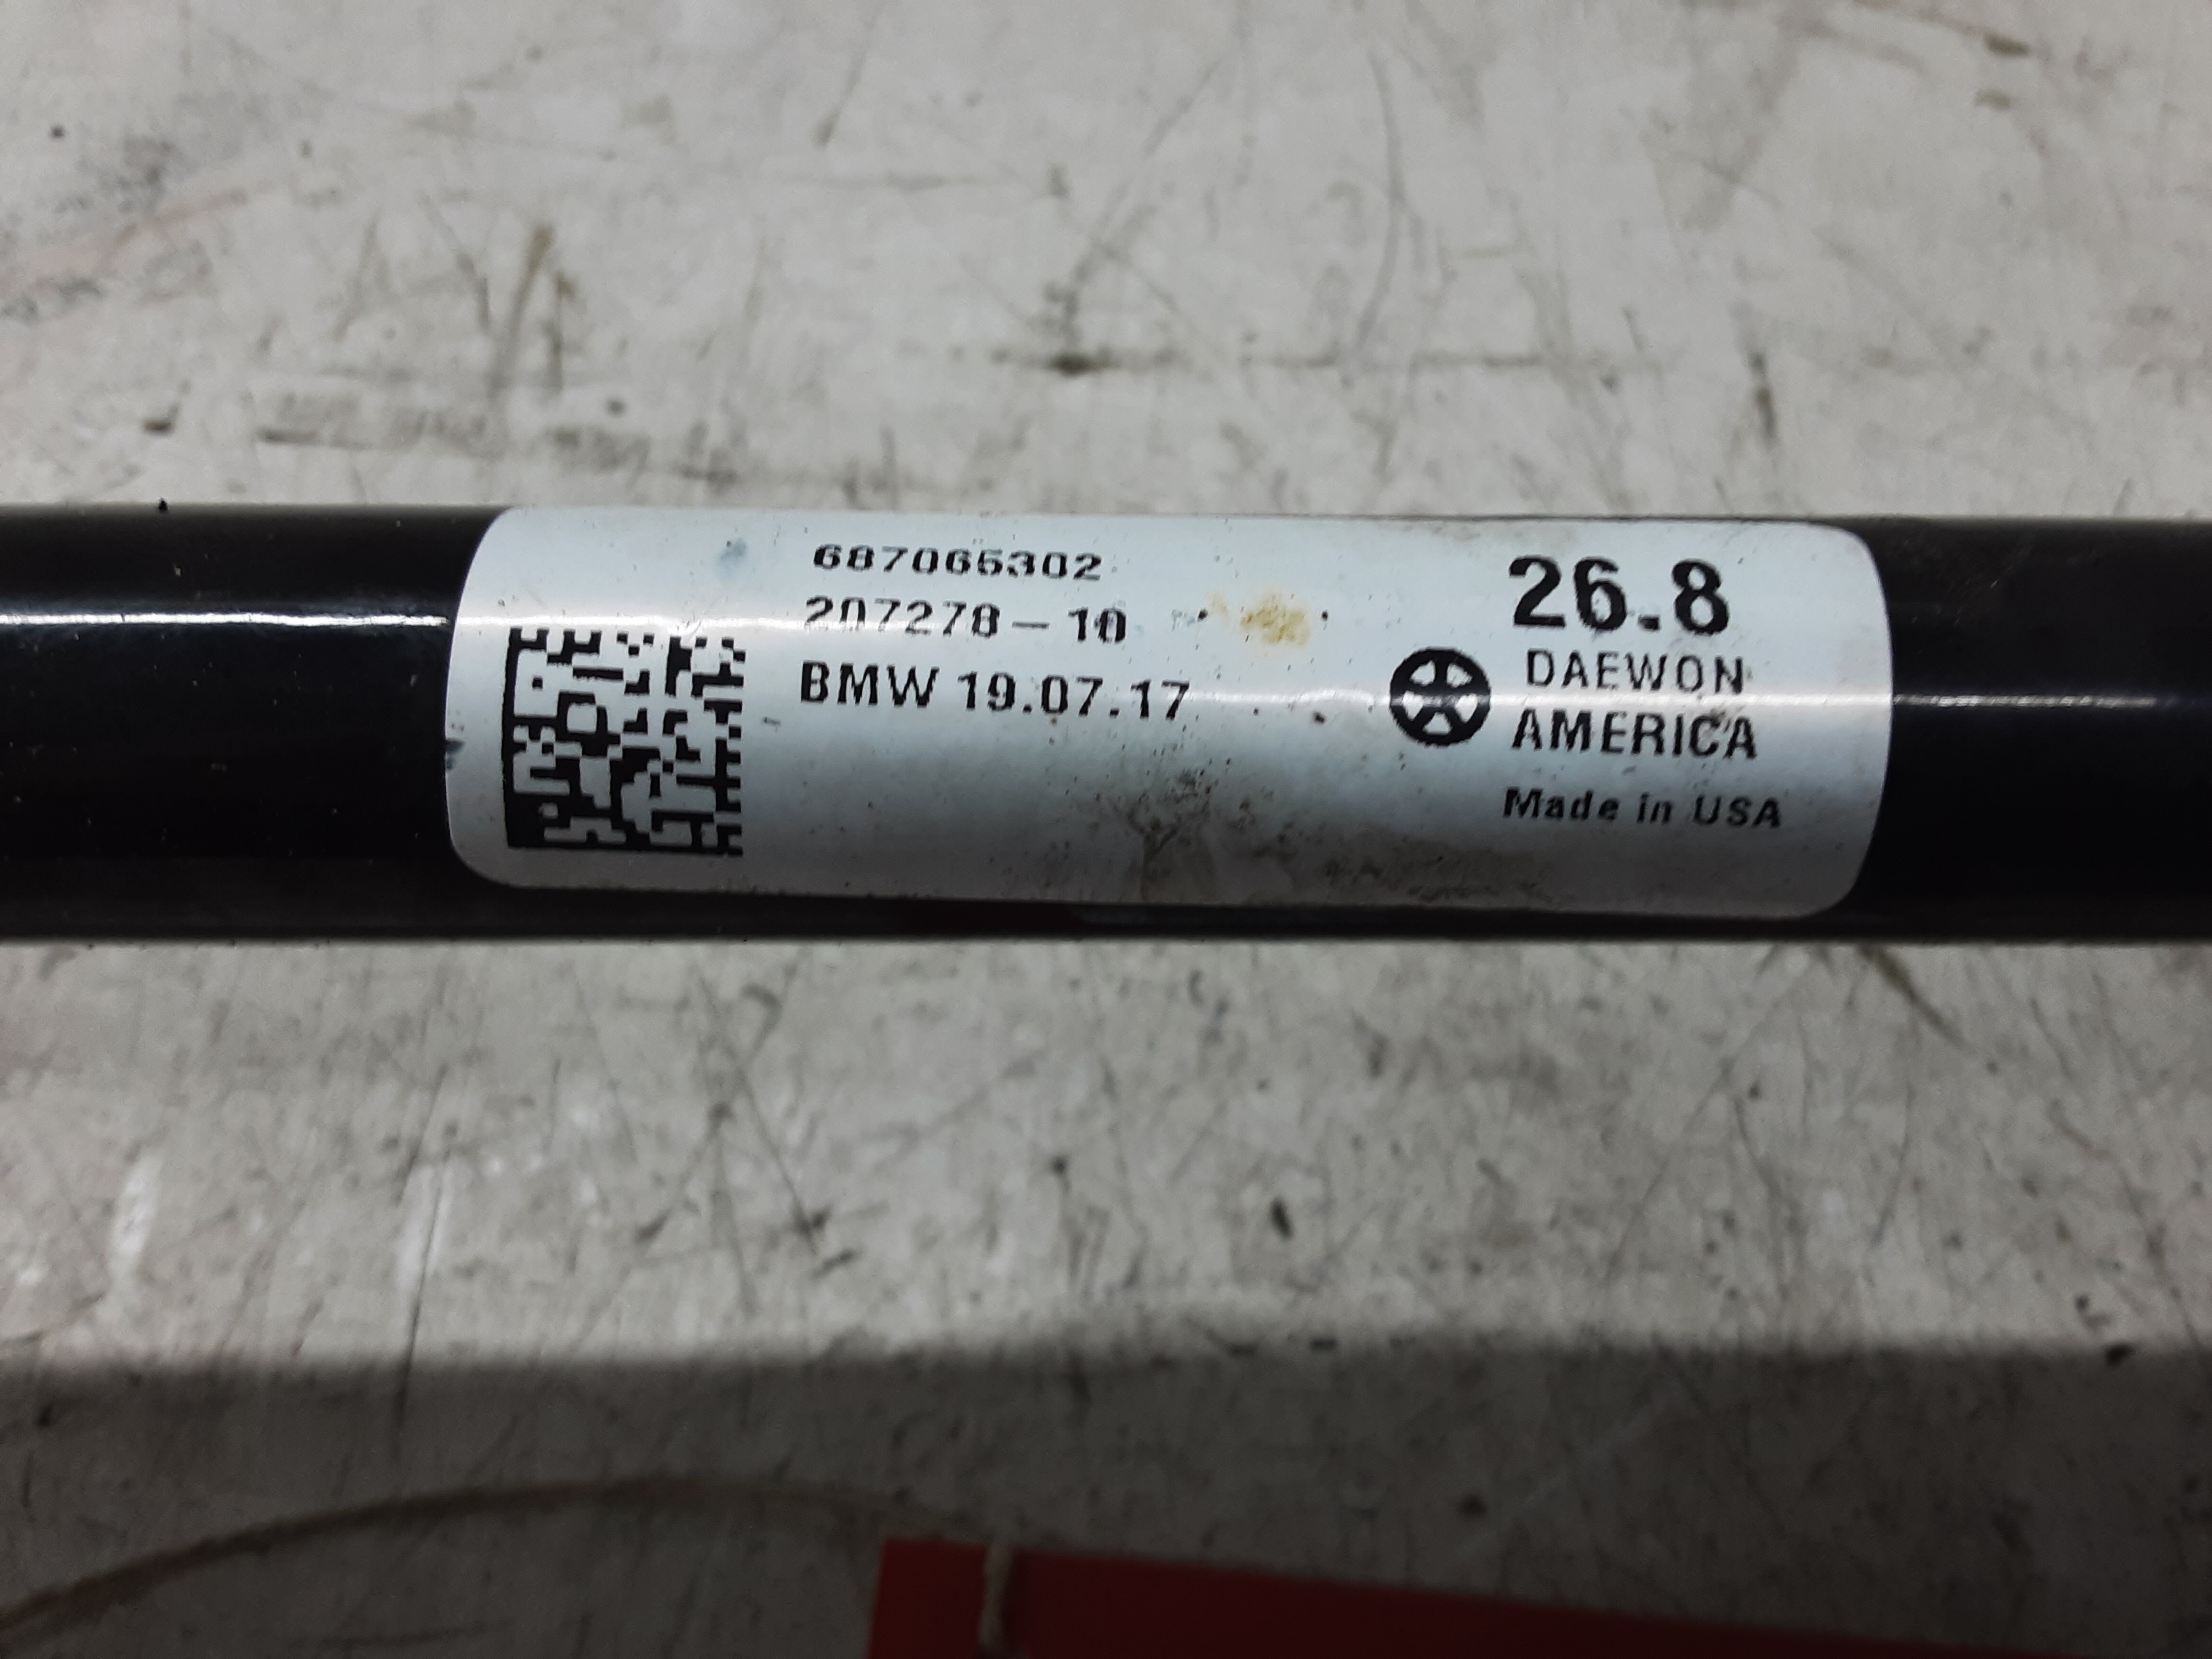 687065302
207278-10
BMW 19.07.17
26.8
DAEWON
AMERICA
Made in USA